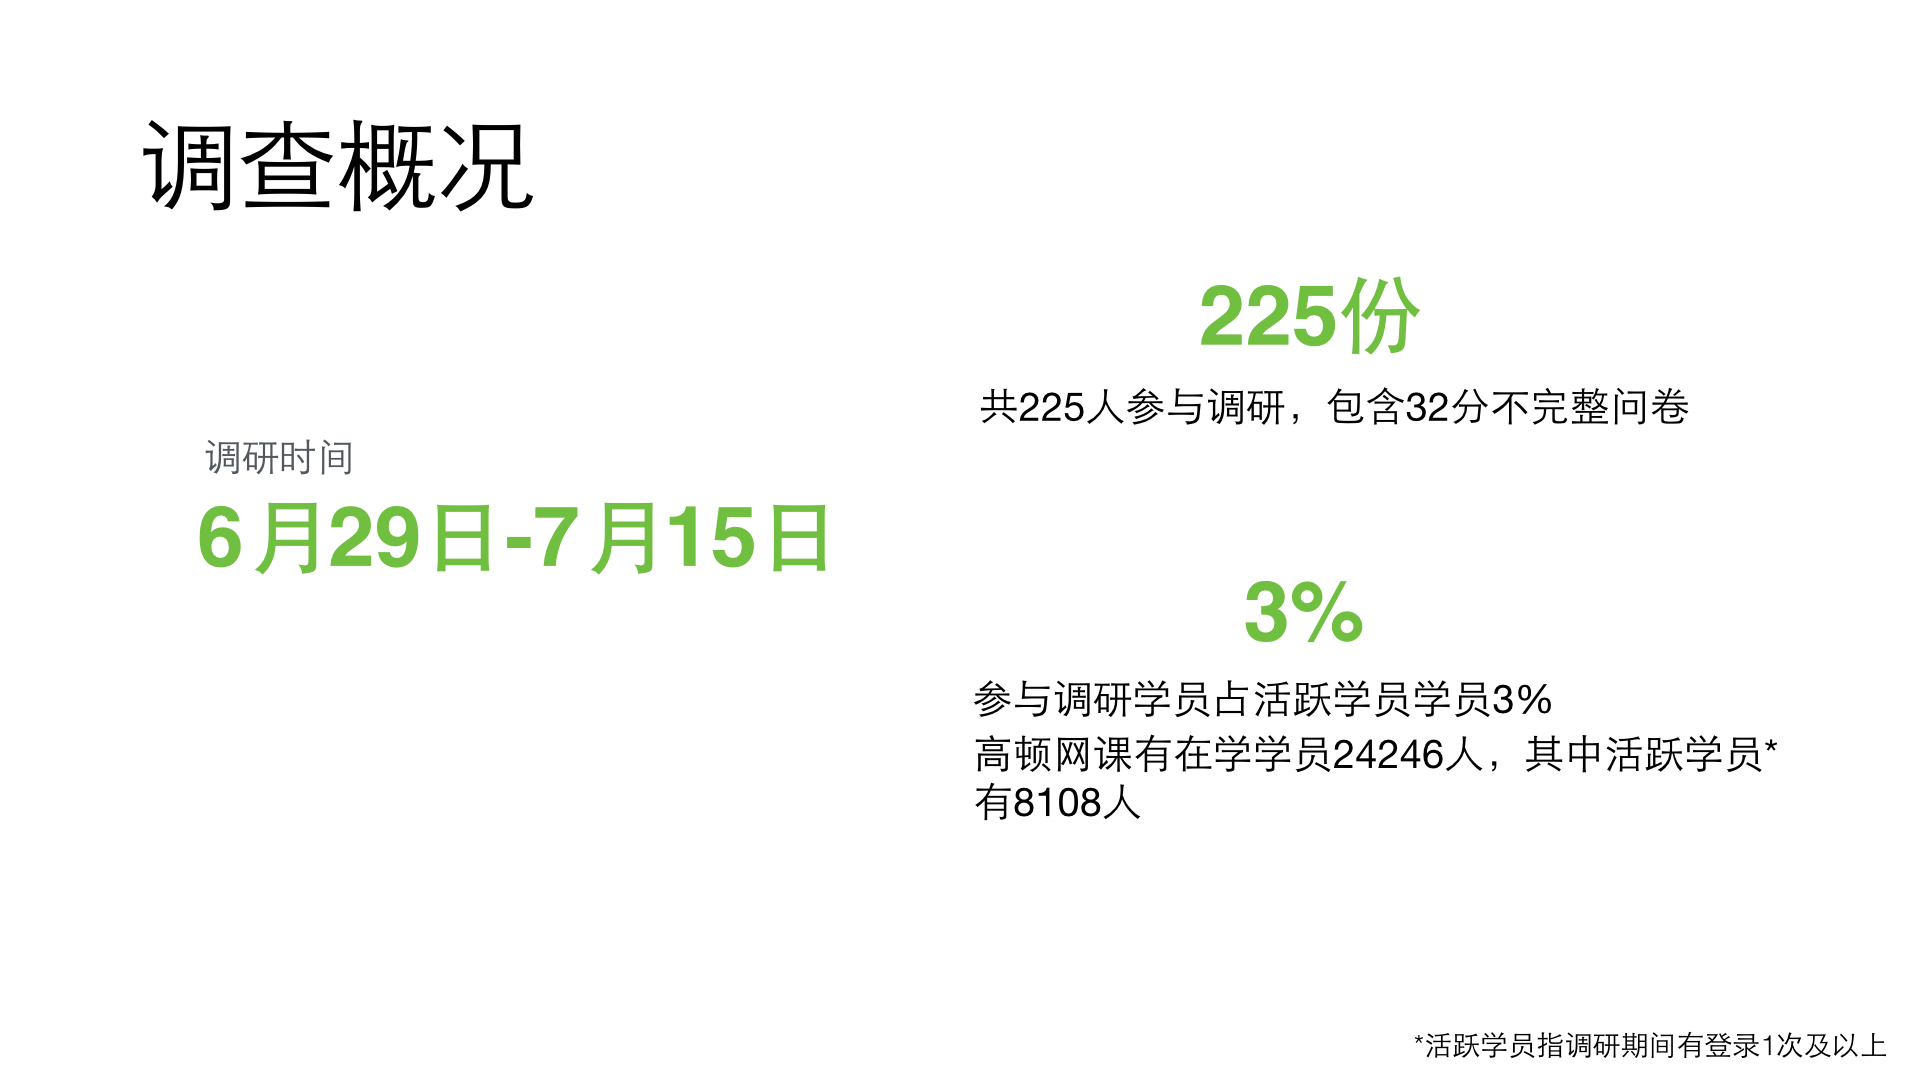 调查概况
调研时间
6月29日-7月15日
225份
共225人参与调研，包含32分不完整问卷
3%
参与调研学员占活跃学员学员3%
高顿网课有在学学员24246人，其中活跃学员*
有8108人
*活跃学员指调研期间有登录1次及以上